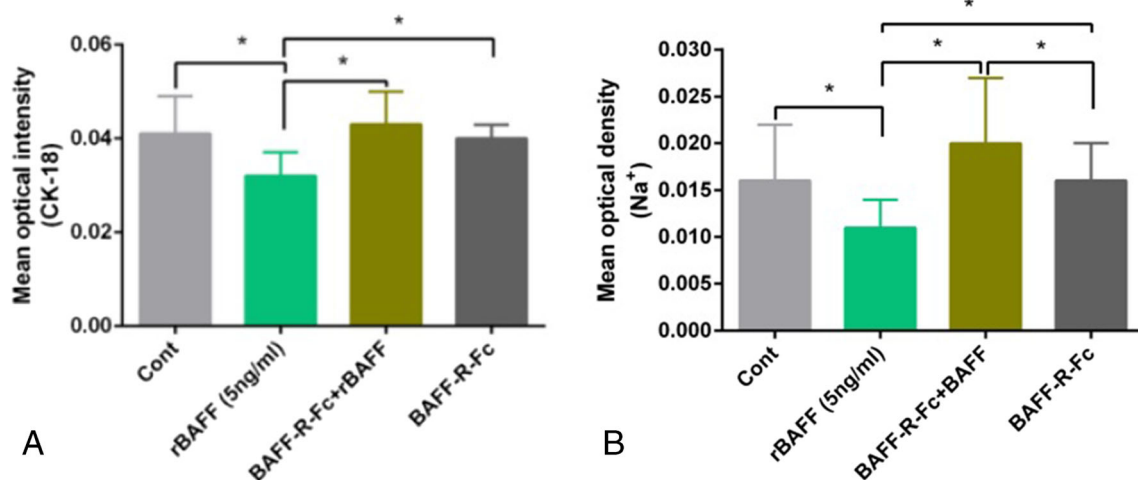 *
*
*
Mean optical intensity
(CK-18)
0.06
0.04
0.02
0.00
Cont
rBAFF (5ng/ml)
BAFF-R-Fc+rBAFF
BAFF-R-Fc
A
*
*
*
*
Mean optical density
(Na+)
0.030
0.025
0.020
0.015
0.010
0.005
0.000
Cont
rBAFF (5ng/ml)
BAFF-R-Fc+BAFF
BAFF-R-Fc
B